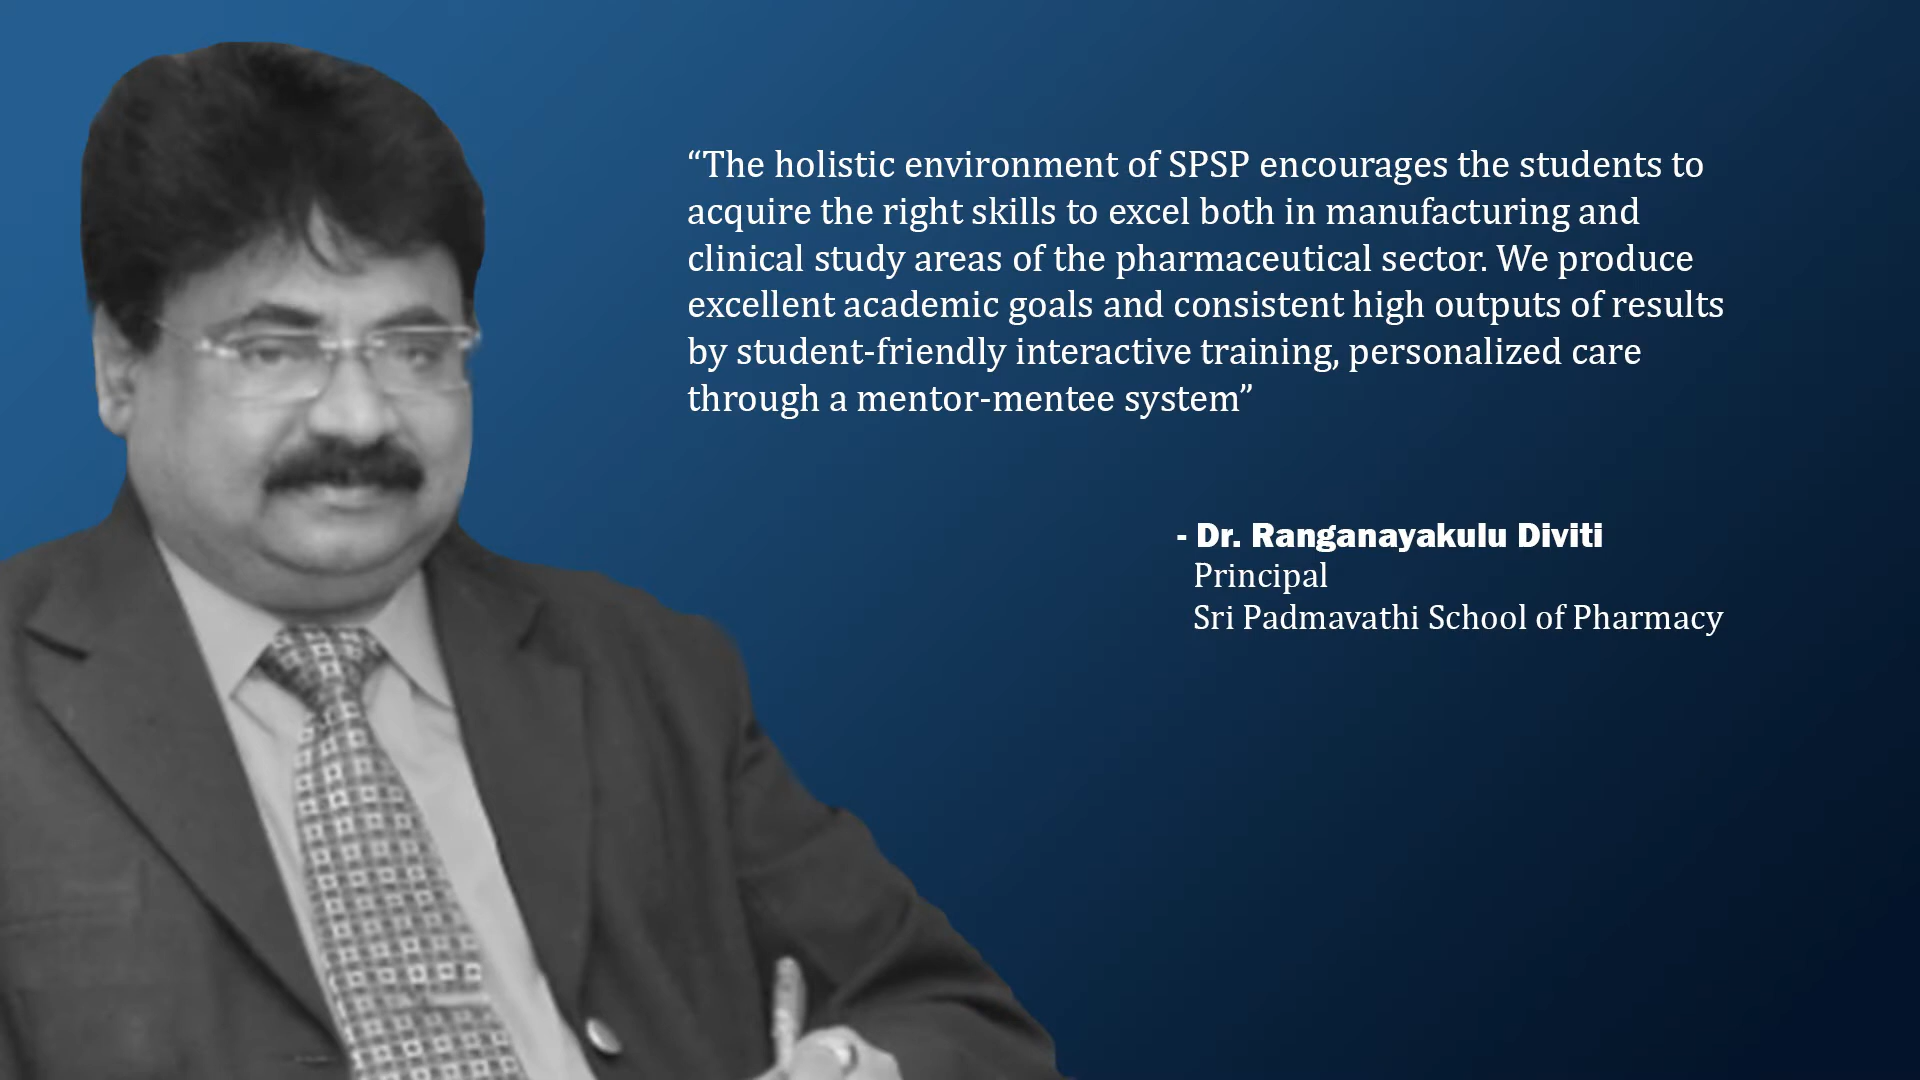 “The holistic environment of SPSP encourages the students to
acquire the right skills to excel both in manufacturing and
clinical study areas of the pharmaceutical sector. We produce
excellent academic goals and consistent high outputs of results
by student-friendly interactive training, personalized care
through a mentor-mentee system”
- Dr. Ranganayakulu Diviti
Principal
Sri Padmavathi School of Pharmacy